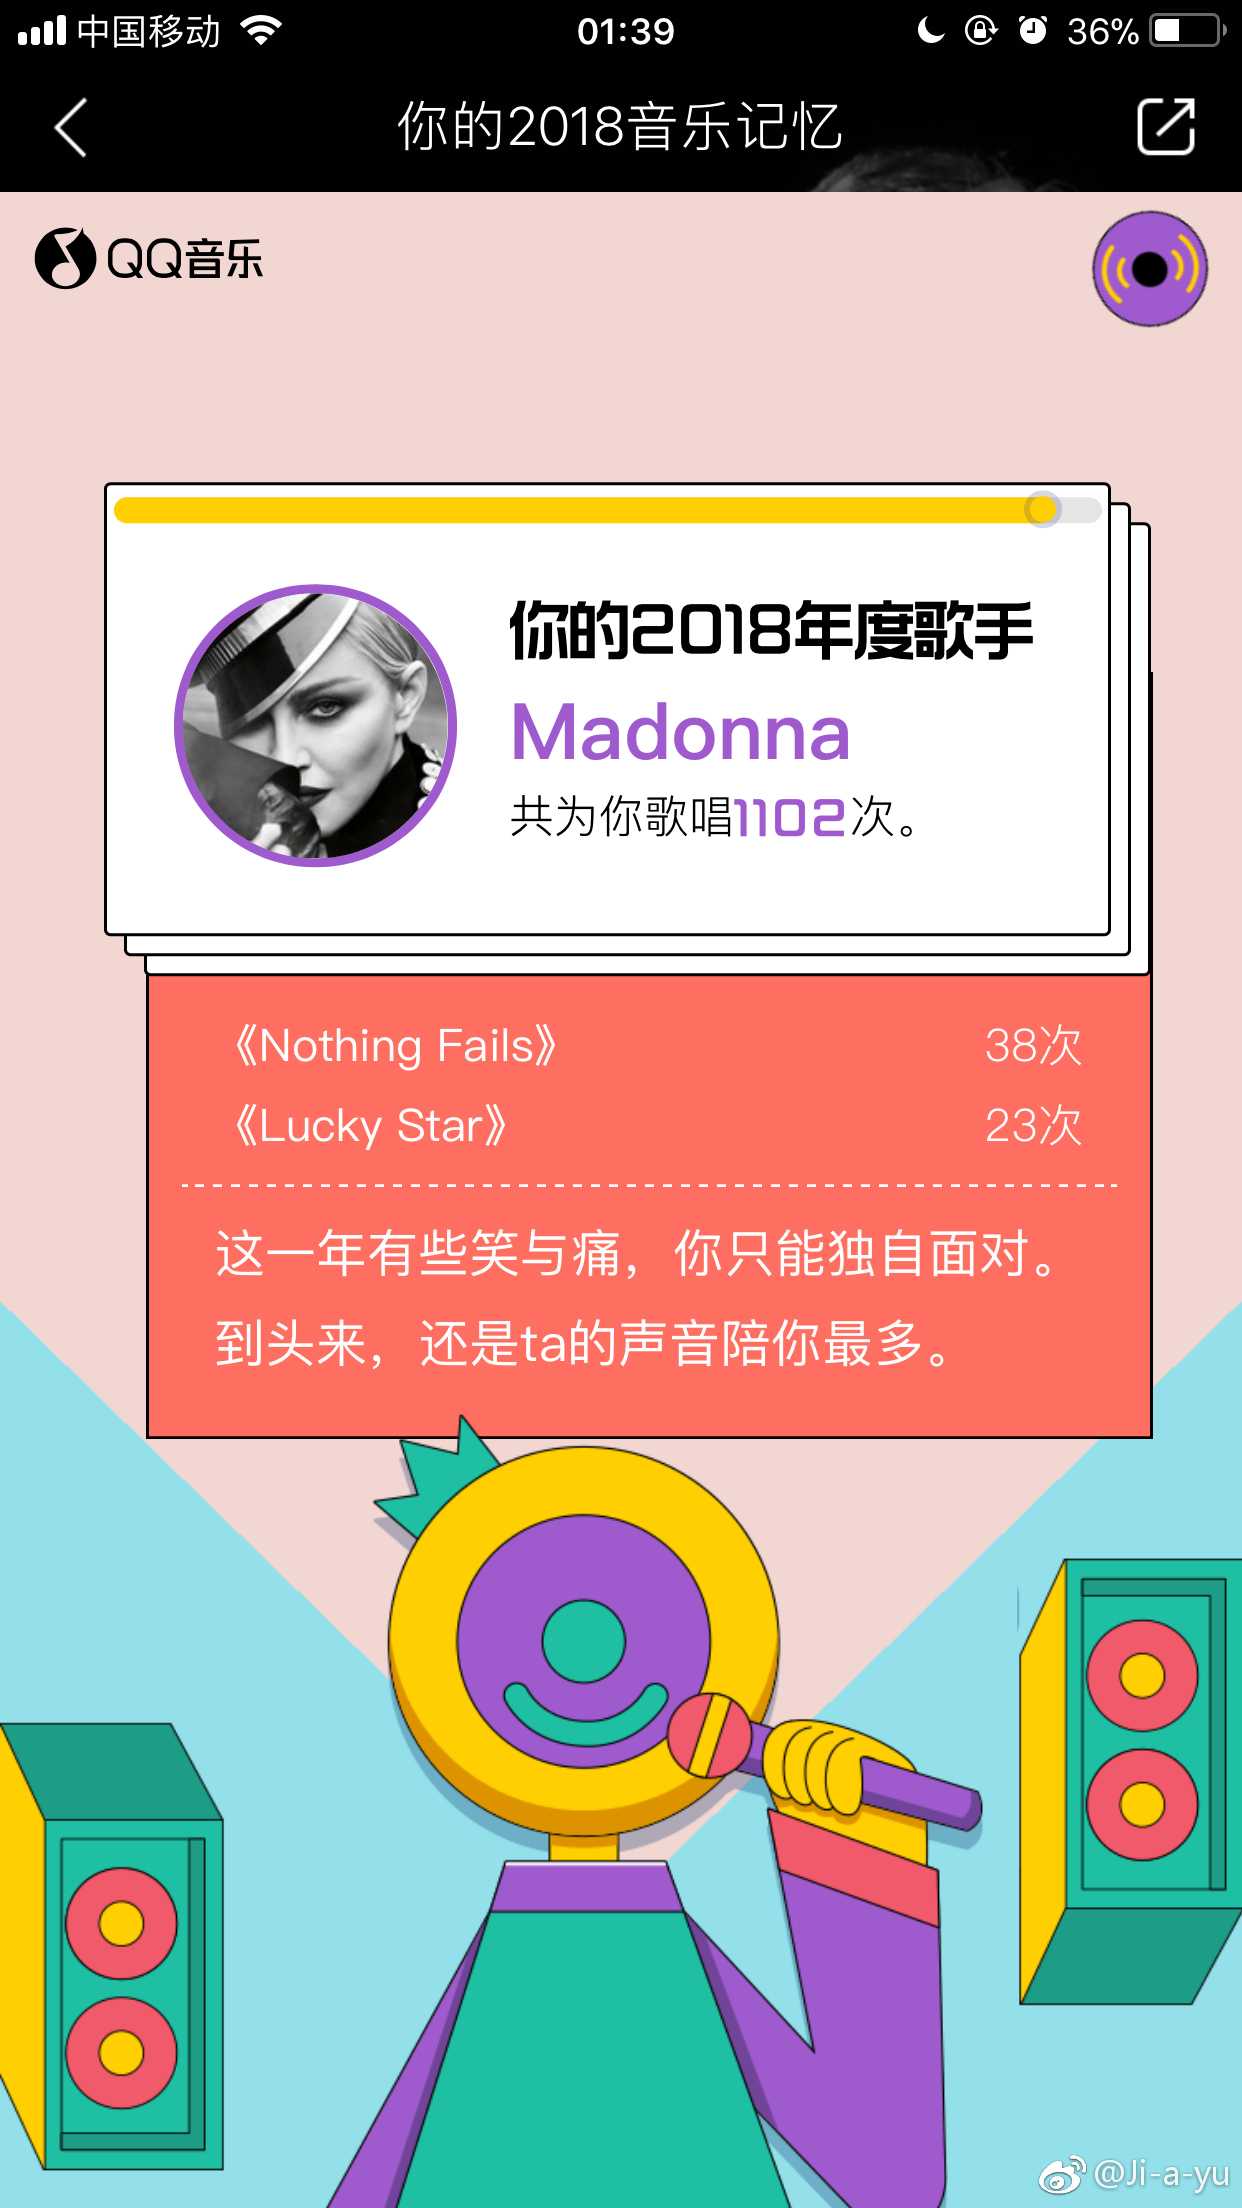 中国移动
01:39
36%
你的2018音乐记忆
QQ音乐
你的2018年度歌手
Madonna
共为你歌唱1102次。
《Nothing Fails》 38次
《Lucky Star》 23次
这一年有些笑与痛，你只能独自面对。
到头来，还是ta的声音陪你最多。
@Ji-a-yu